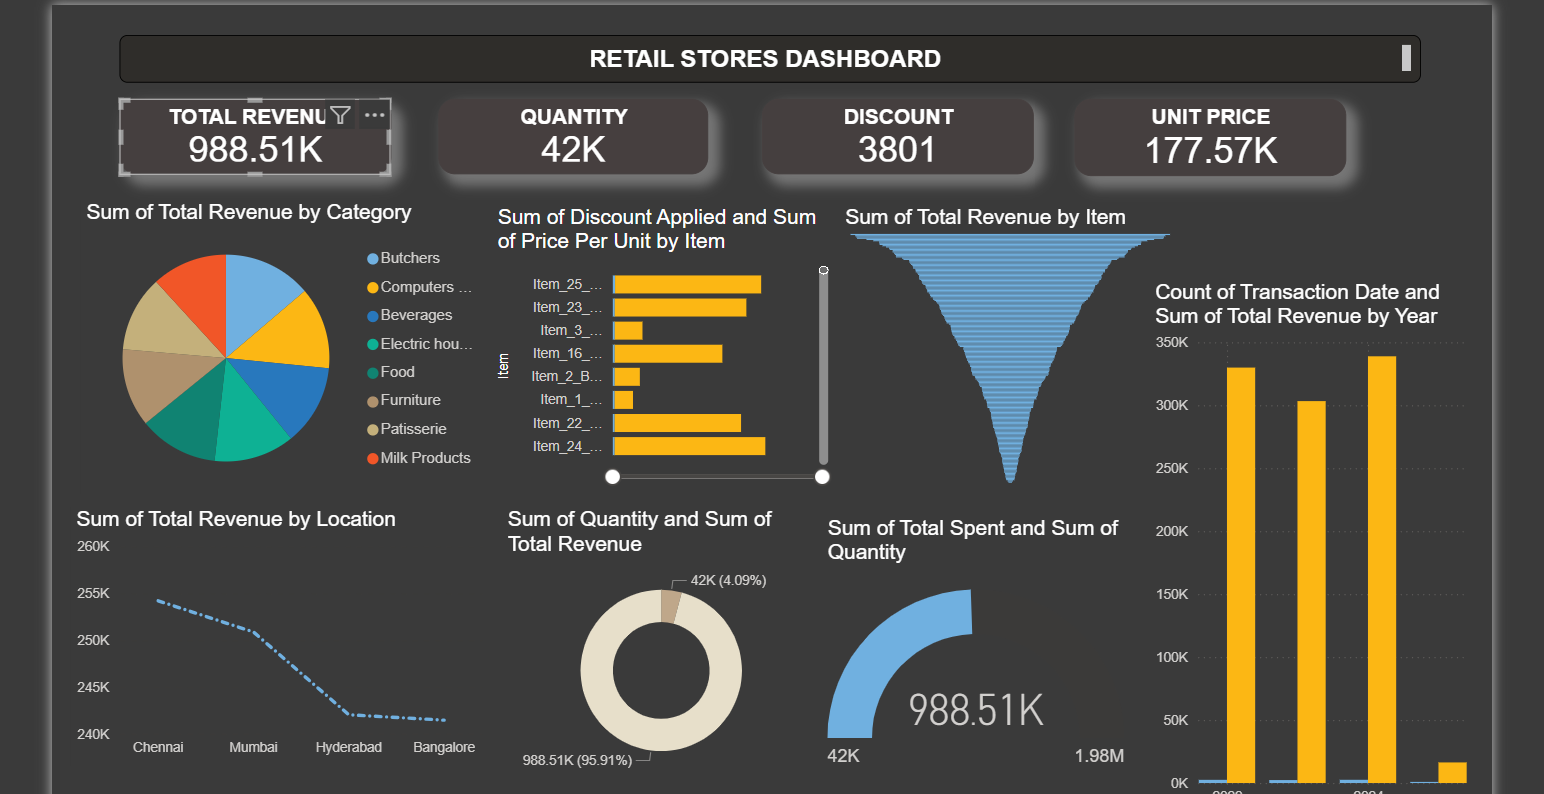 RETAIL STORES DASHBOARD
TOTAL REVENU
988.51K
QUANTITY
42K
DISCOUNT
3801
UNIT PRICE
177.57K
Sum of Total Revenue by Category
Butchers
Computers ...
Beverages
Electric hou...
Food
Furniture
Patisserie
Milk Products
Sum of Discount Applied and Sum
of Price Per Unit by Item
Item
Item_25_...
Item_23_...
Item_3_...
Item_16_...
Item_2_B...
Item_1_...
Item_22_...
Item_24_...
Sum of Total Revenue by Item
Count of Transaction Date and
Sum of Total Revenue by Year
350K
300K
250K
200K
150K
100K
50K
0K
Sum of Total Revenue by Location
260K
255K
250K
245K
240K
Chennai
Mumbai
Hyderabad
Bangalore
Sum of Quantity and Sum of
Total Revenue
42K (4.09%)
988.51K (95.91%)
Sum of Total Spent and Sum of
Quantity
988.51K
42K
1.98M